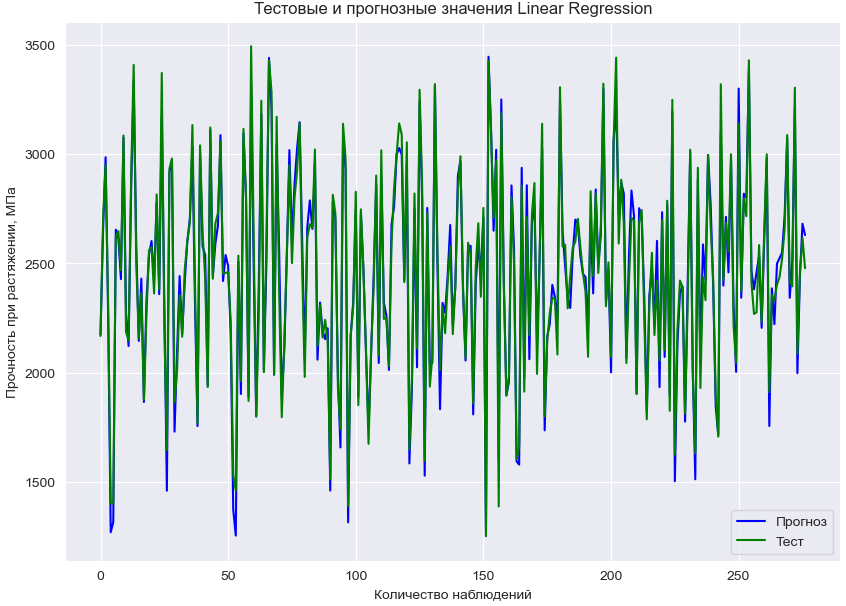 Тестовые и прогнозные значения Linear Regression
Прочность при растяжении, МПа
3500
3000
2500
2000
1500
0
50
100
150
200
250
Количество наблюдений
Прогноз
Тест